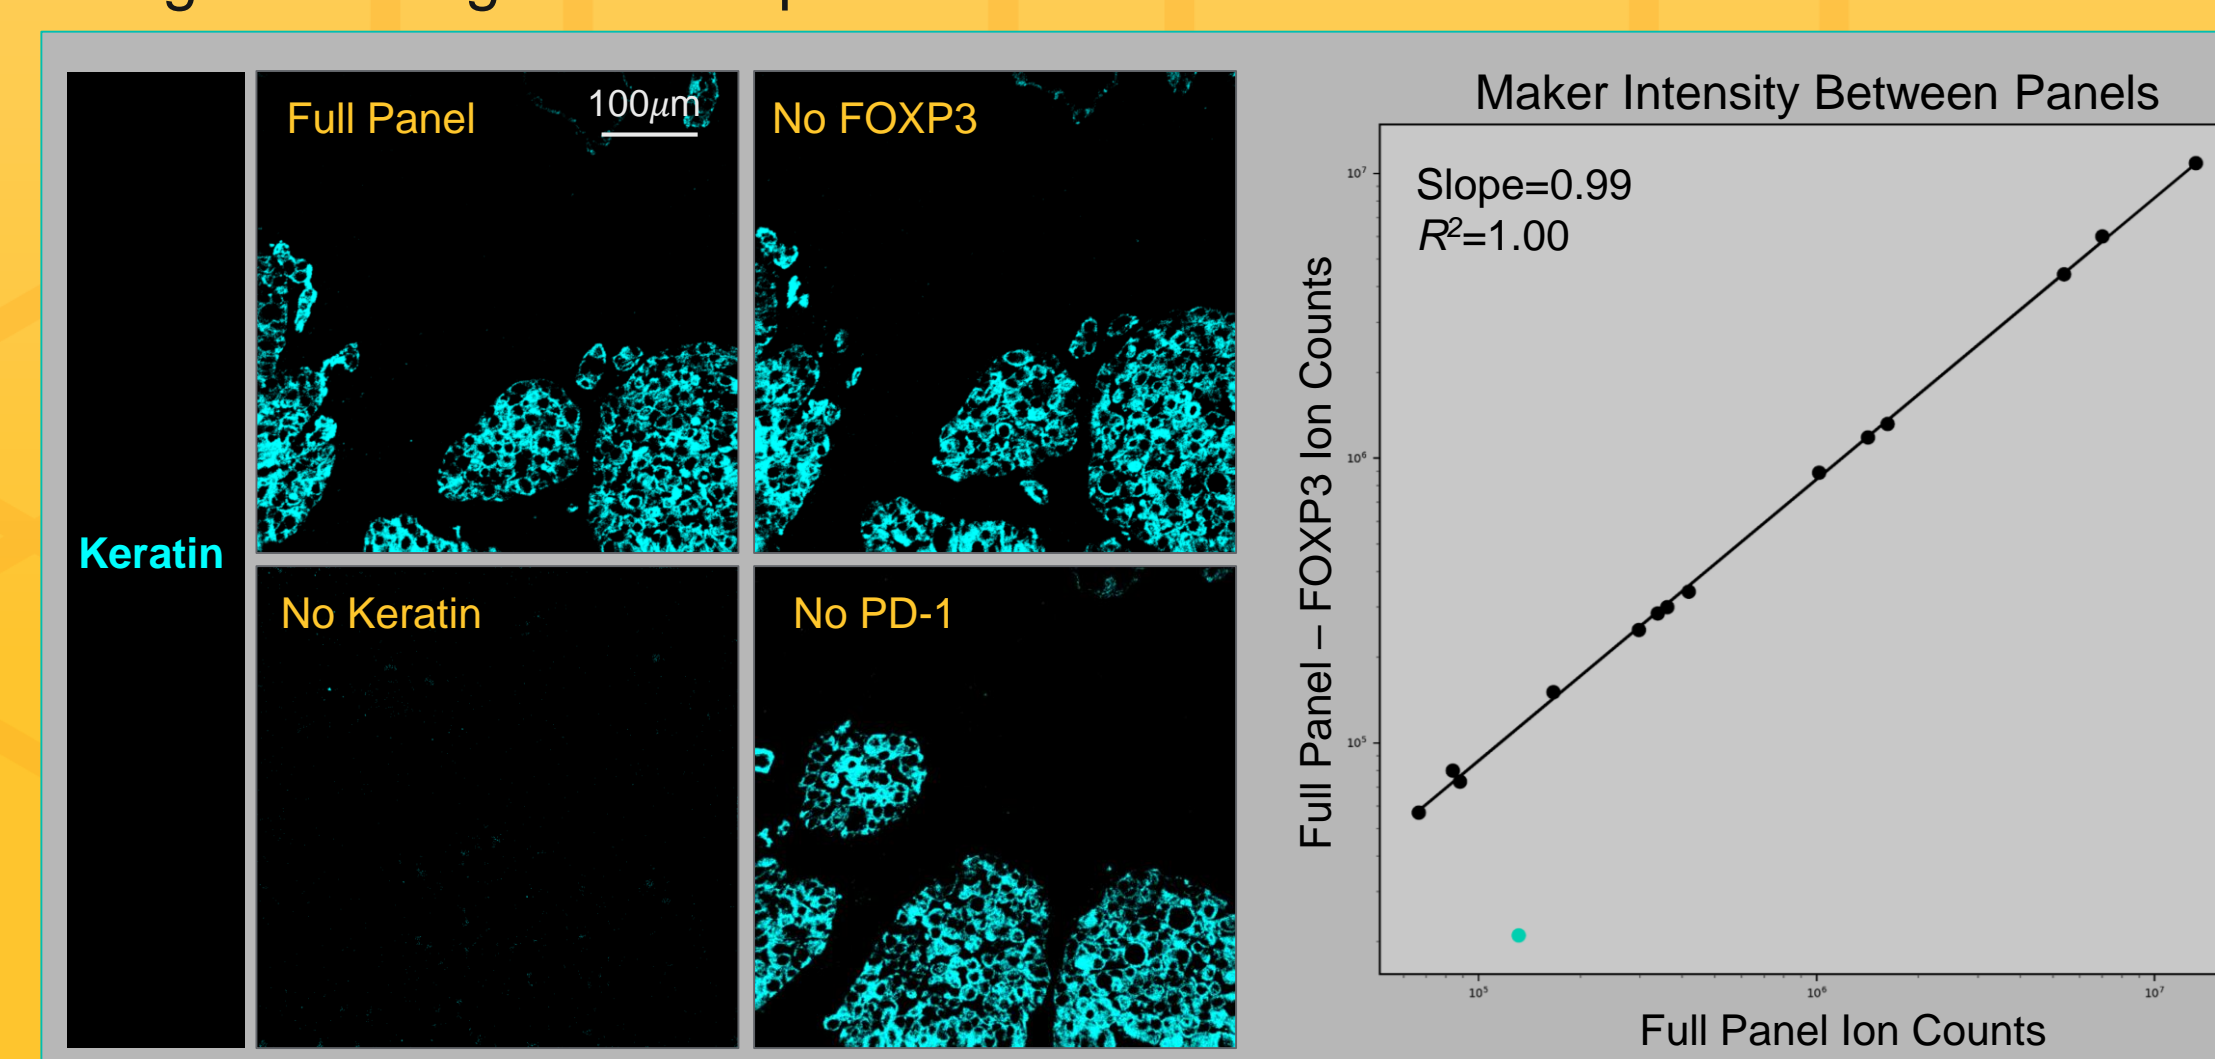 Keratin
Full Panel
100μm
No FOXP3
No Keratin
No PD-1
Maker Intensity Between Panels
Slope=0.99
R²=1.00
Full Panel – FOXP3 Ion Counts
10⁷
10⁶
10⁵
10⁵
10⁶
10⁷
Full Panel Ion Counts